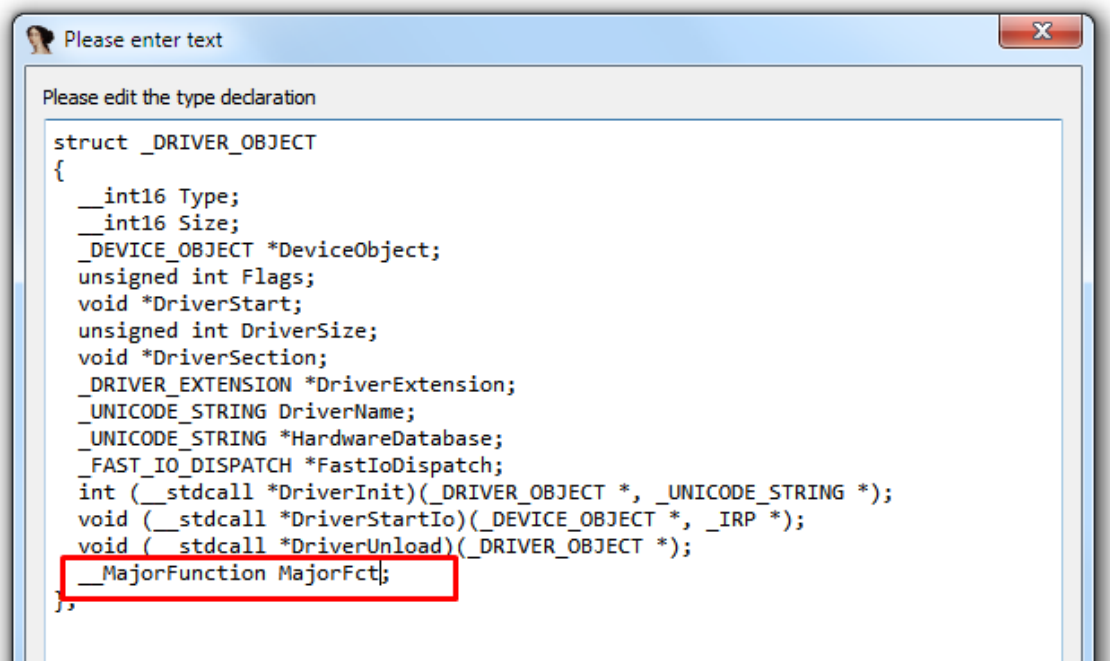 Please enter text
Please edit the type declaration
struct _DRIVER_OBJECT
{
__int16 Type;
__int16 Size;
_DEVICE_OBJECT *DeviceObject;
unsigned int Flags;
void *DriverStart;
unsigned int DriverSize;
void *DriverSection;
_DRIVER_EXTENSION *DriverExtension;
_UNICODE_STRING DriverName;
_UNICODE_STRING *HardwareDatabase;
_FAST_IO_DISPATCH *FastIoDispatch;
int (__stdcall *DriverInit)(_DRIVER_OBJECT *, _UNICODE_STRING *);
void (__stdcall *DriverStartIo)(_DEVICE_OBJECT *, _IRP *);
void (__stdcall *DriverUnload)(_DRIVER_OBJECT *);
__MajorFunction MajorFct;
};